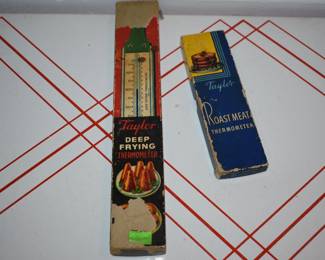 Taylor
DEEP
FRYING
THERMOMETER
Taylor
ROAST MEAT
THERMOMETER